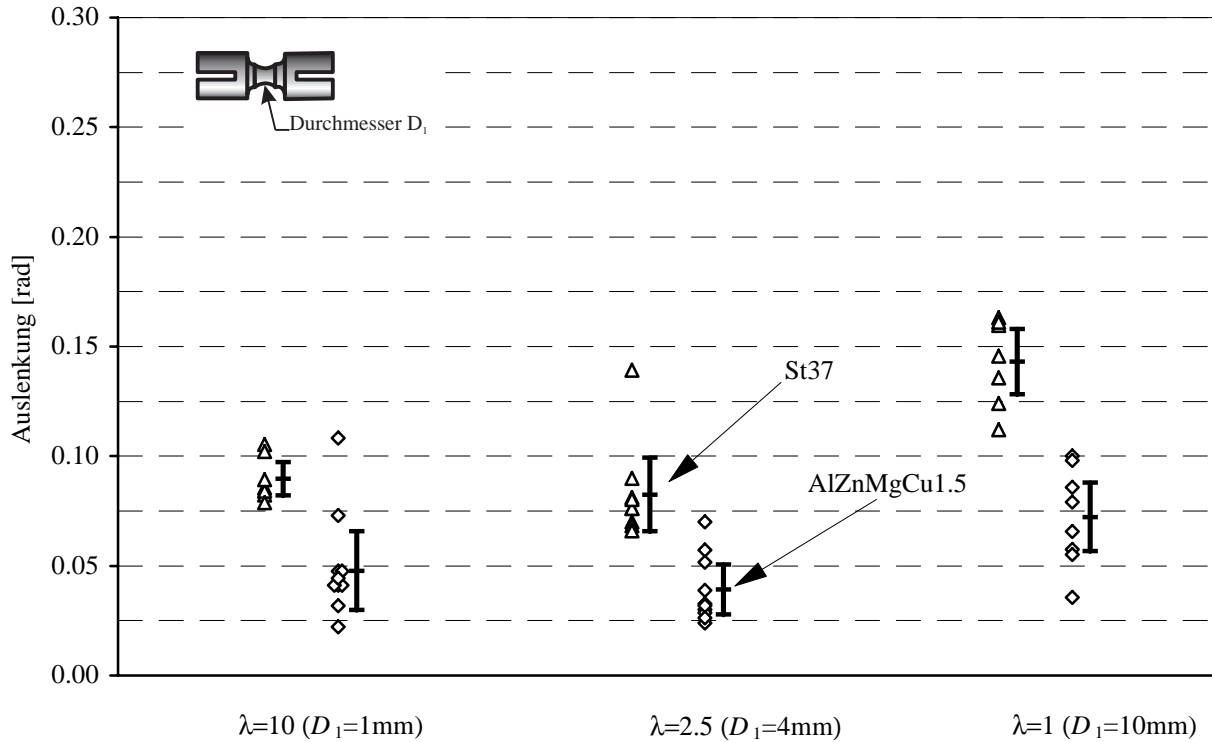 0.30
0.25
0.20
0.15
0.10
0.05
0.00
Auslenkung [rad]
Durchmesser D₁
St37
AlZnMgCu1.5
λ=10 (D₁=1mm)
λ=2.5 (D₁=4mm)
λ=1 (D₁=10mm)